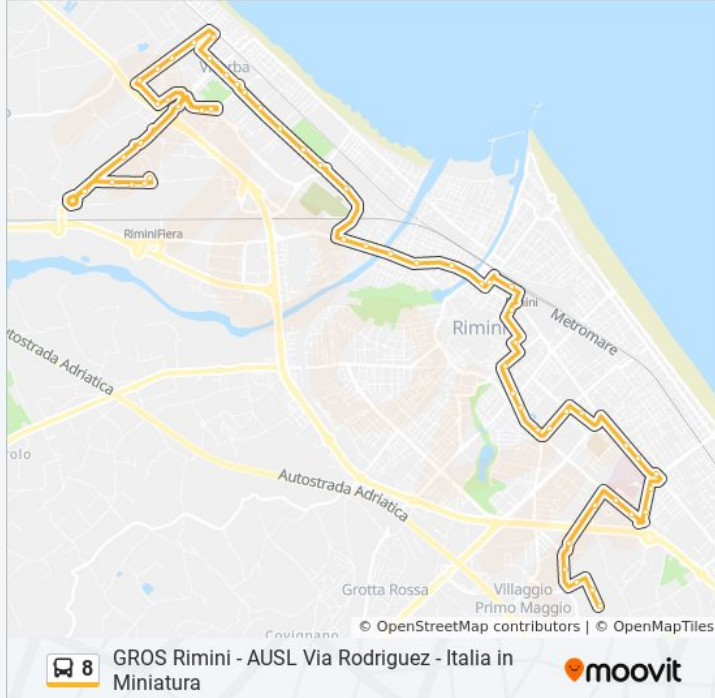 Viserba
RiminiFiera
Rimini
Metromare
Autostrada Adriatica
Autostrada Adriatica
Grotta Rossa
Villaggio
Primo Maggio
Covignano
© OpenStreetMap contributors | © OpenMapTiles
8
GROS Rimini - AUSL Via Rodriguez - Italia in
Miniatura
moovit